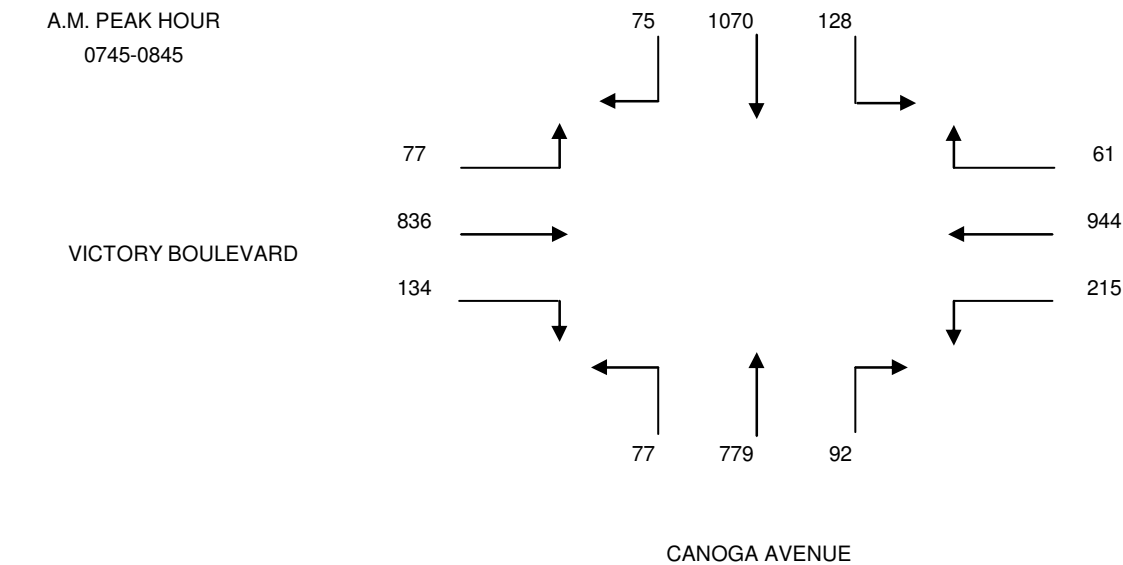 A.M. PEAK HOUR
0745-0845
75 1070 128
77 61
836 944
VICTORY BOULEVARD
134 215
77 779 92
CANOGA AVENUE